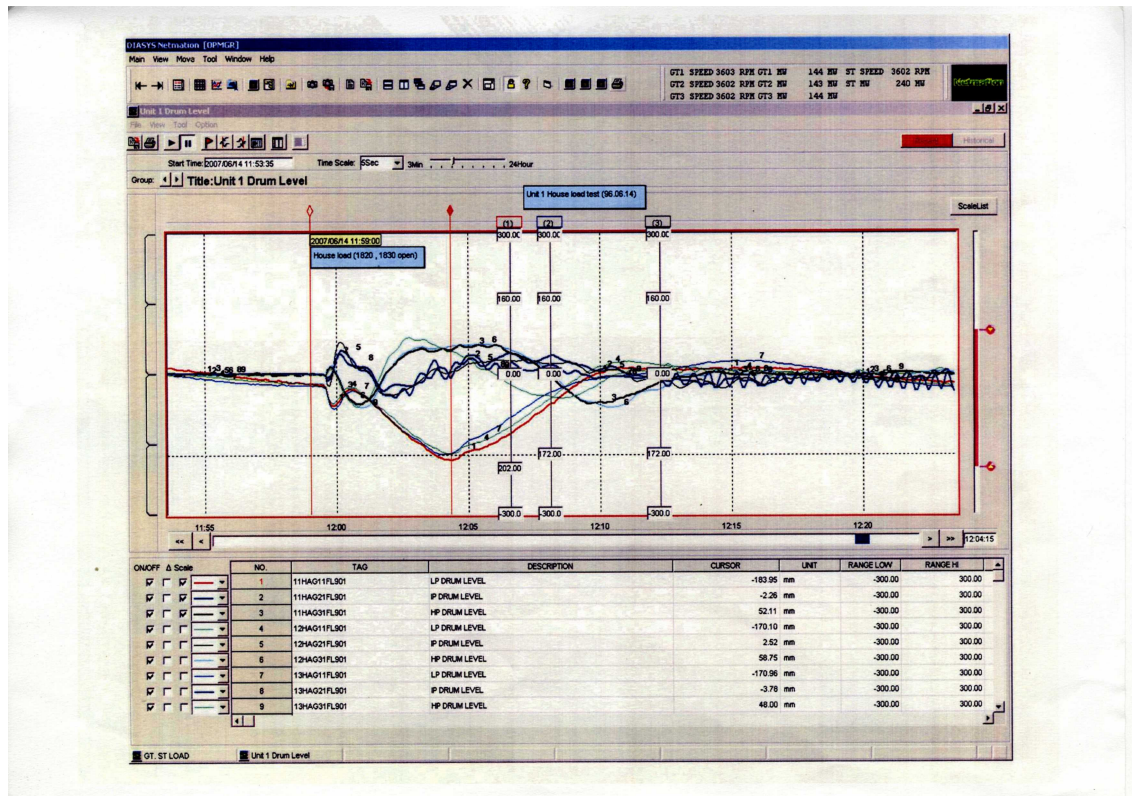 DIASYS Netmation [OPMGR]
Main View Move Tool Window Help
GT1 SPEED 3603 RPM GT1 MW 144 MW ST SPEED 3602 RPM
GT2 SPEED 3602 RPM GT2 MW 143 MW ST MW 240 MW
GT3 SPEED 3602 RPM GT3 MW 144 MW
Netmation
Unit 1 Drum Level
File View Tool Option
Historical
Start Time: 2007/06/14 11:53:35 Time Scale: 5Sec 3Min 24Hour
Group: Title:Unit 1 Drum Level
Unit 1 House load test (96.06.14)
ScaleList
(1) (2) (3)
300.00 300.00 300.00
2007/06/14 11:59:00
House load (1820 , 1830 open)
160.00 160.00 160.00
0.00 0.00 0.00
172.00 172.00
202.00
-300.0 -300.0 -300.0
11:55 12:00 12:05 12:10 12:15 12:20
<< < > >> 12:04:15
ON/OFF Δ Scale NO. TAG DESCRIPTION CURSOR UNIT RANGE LOW RANGE HI
1 11HAG11FL901 LP DRUM LEVEL -183.95 mm -300.00 300.00
2 11HAG21FL901 IP DRUM LEVEL -2.26 mm -300.00 300.00
3 11HAG31FL901 HP DRUM LEVEL 52.11 mm -300.00 300.00
4 12HAG11FL901 LP DRUM LEVEL -170.10 mm -300.00 300.00
5 12HAG21FL901 IP DRUM LEVEL 2.52 mm -300.00 300.00
6 12HAG31FL901 HP DRUM LEVEL 58.75 mm -300.00 300.00
7 13HAG11FL901 LP DRUM LEVEL -170.96 mm -300.00 300.00
8 13HAG21FL901 IP DRUM LEVEL -3.78 mm -300.00 300.00
9 13HAG31FL901 HP DRUM LEVEL 48.00 mm -300.00 300.00
GT. ST LOAD Unit 1 Drum Level